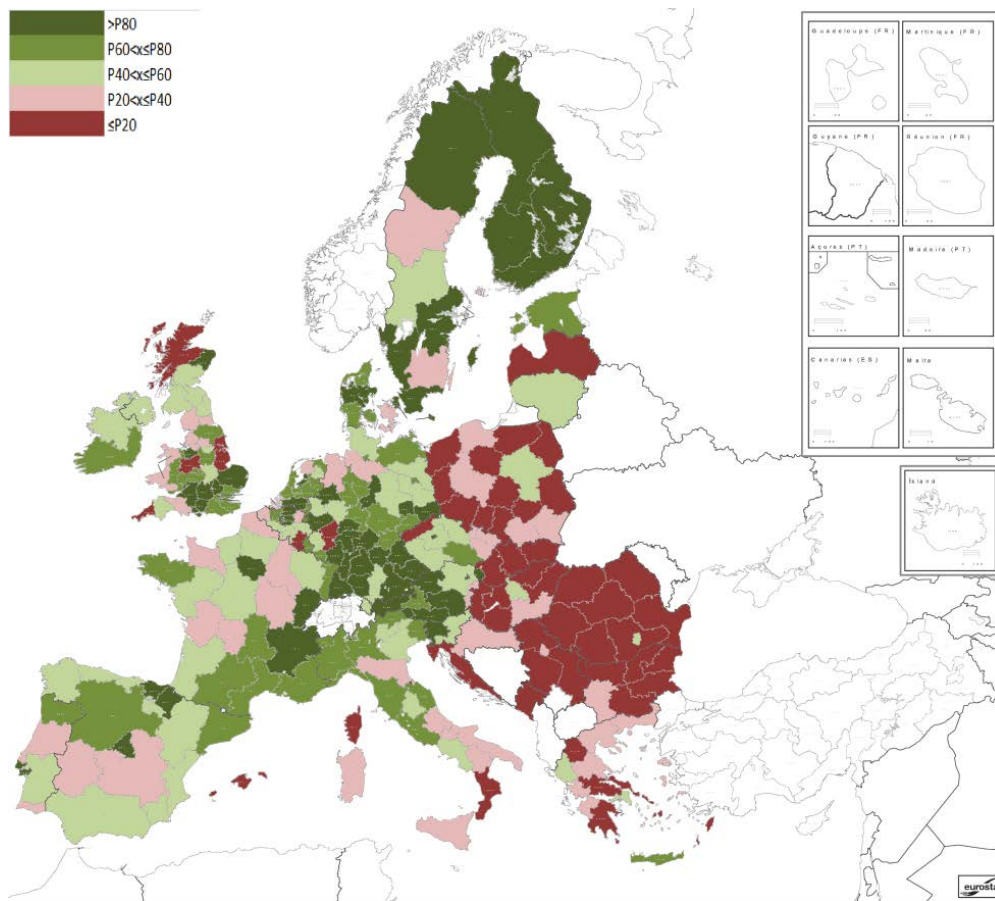 >P80
P60<x≤P80
P40<x≤P60
P20<x≤P40
≤P20
Guadeloupe (FR)
Martinique (FR)
Guyane (FR)
Réunion (FR)
Açores (PT)
Madeira (PT)
Canarias (ES)
Malta
Ísland
eurosta